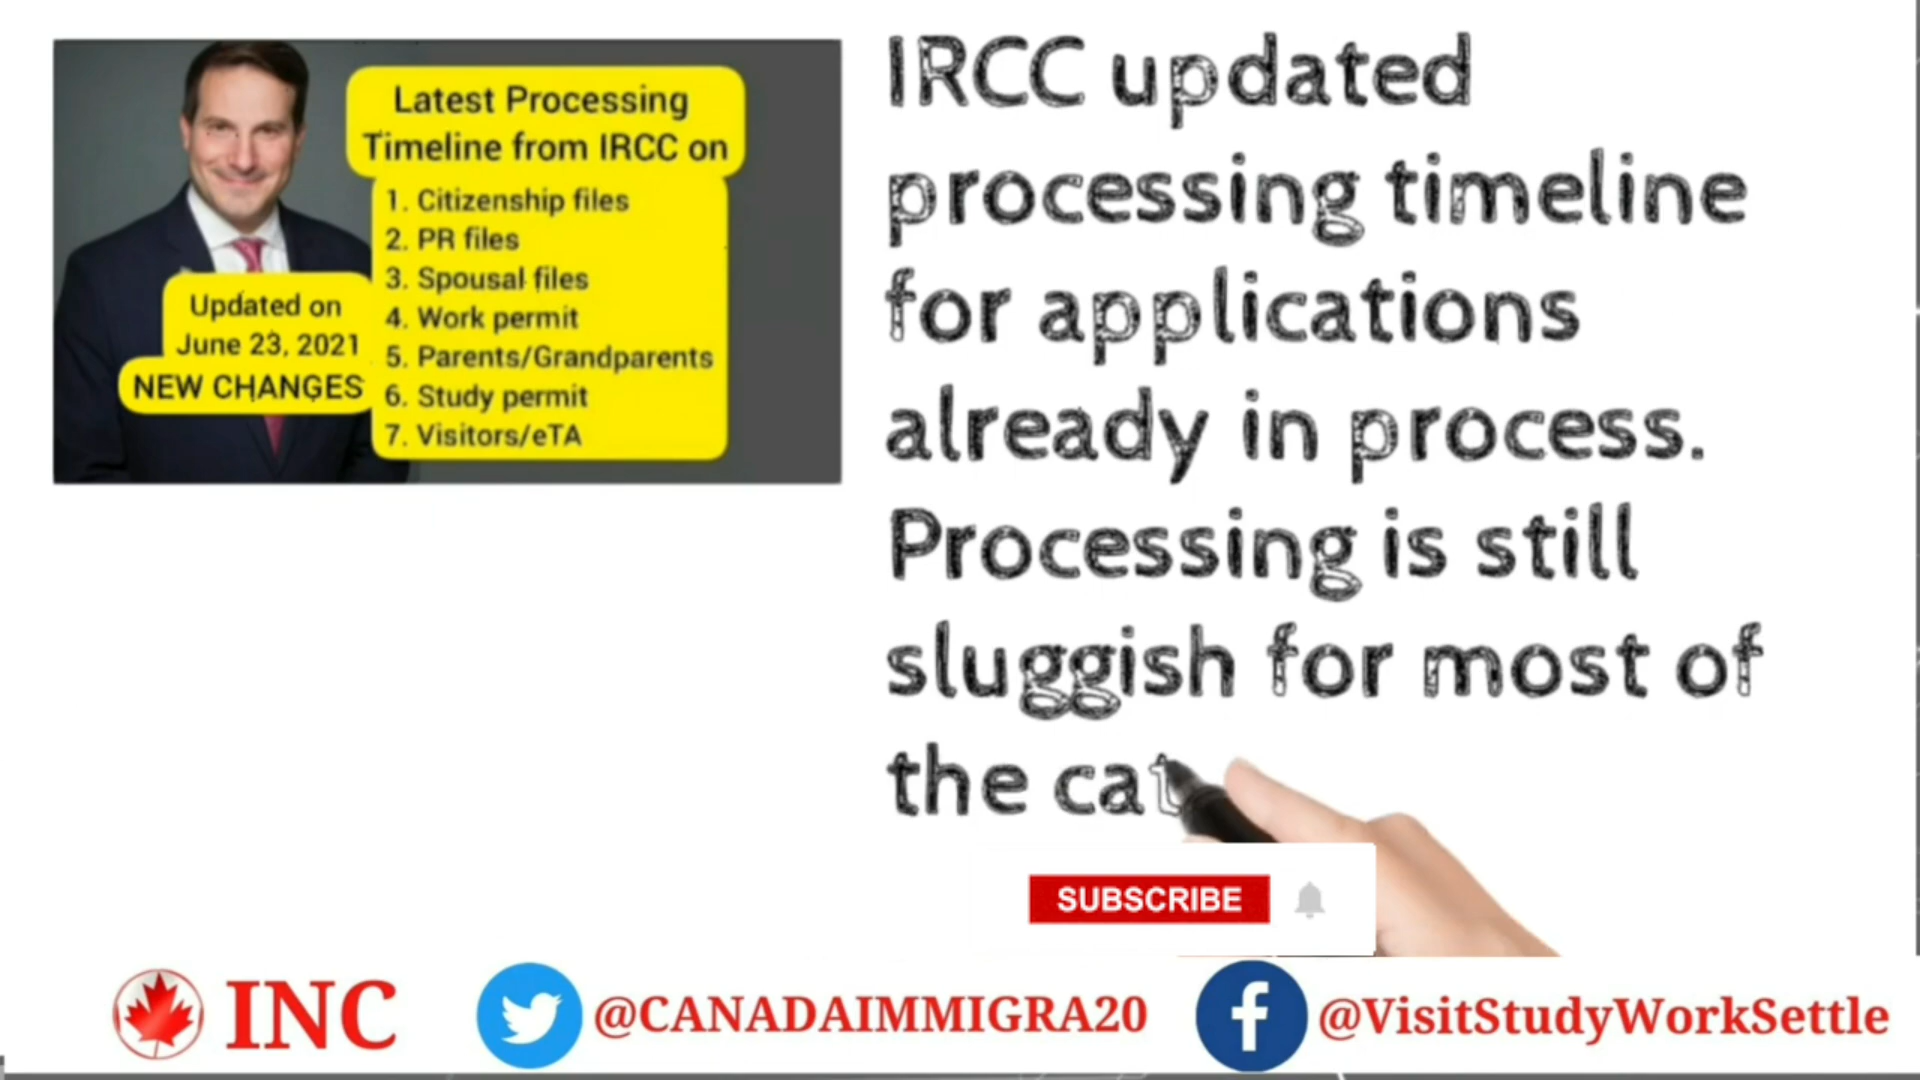 Latest Processing
Timeline from IRCC on
1. Citizenship files
2. PR files
3. Spousal files
4. Work permit
5. Parents/Grandparents
6. Study permit
7. Visitors/eTA
Updated on
June 23, 2021
NEW CHANGES
IRCC updated
processing timeline
for applications
already in process.
Processing is still
sluggish for most of
the cat
SUBSCRIBE
INC
@CANADAIMMIGRA20
@VisitStudyWorkSettle